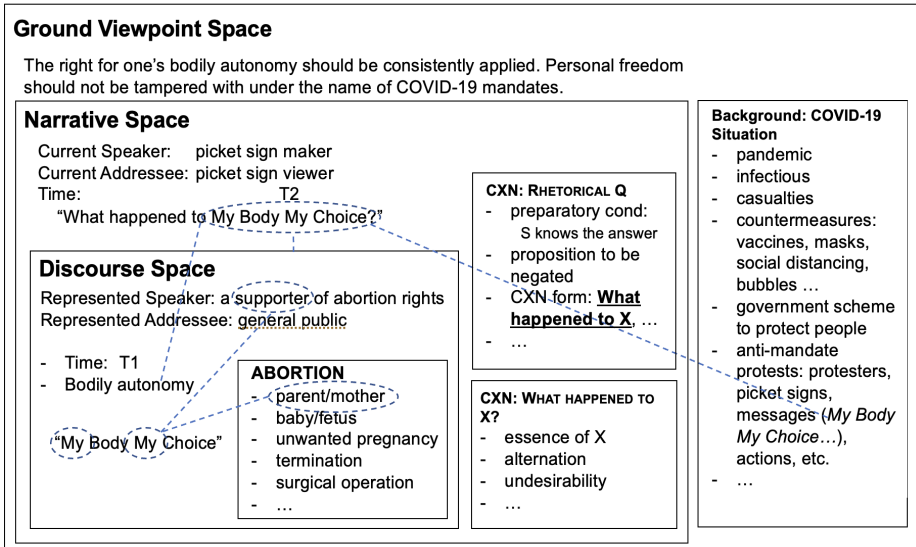 Ground Viewpoint Space
The right for one's bodily autonomy should be consistently applied. Personal freedom
should not be tampered with under the name of COVID-19 mandates.
Narrative Space
Current Speaker: picket sign maker
Current Addressee: picket sign viewer
Time: T2
"What happened to My Body My Choice?"
Discourse Space
Represented Speaker: a supporter of abortion rights
Represented Addressee: general public
- Time: T1
- Bodily autonomy
"My Body My Choice"
ABORTION
- parent/mother
- baby/fetus
- unwanted pregnancy
- termination
- surgical operation
- …
CXN: RHETORICAL Q
- preparatory cond:
S knows the answer
- proposition to be
negated
- CXN form: What
happened to X, …
- …
CXN: WHAT HAPPENED TO
X?
- essence of X
- alternation
- undesirability
- …
Background: COVID-19
Situation
- pandemic
- infectious
- casualties
- countermeasures:
vaccines, masks,
social distancing,
bubbles …
- government scheme
to protect people
- anti-mandate
protests: protesters,
picket signs,
messages (My Body
My Choice…),
actions, etc.
- …